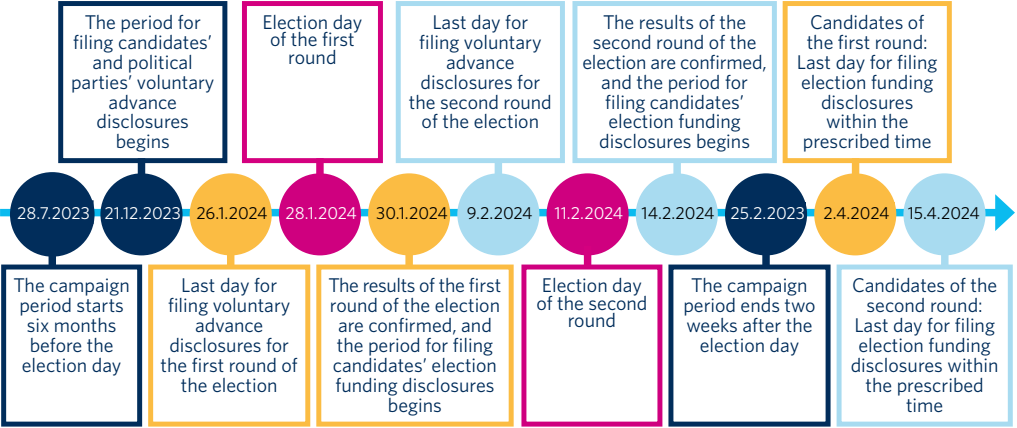 The period for
filing candidates’
and political
parties’ voluntary
advance
disclosures
begins
Election day
of the first
round
Last day for
filing voluntary
advance
disclosures for
the second round
of the election
The results of the
second round of the
election are confirmed,
and the period for
filing candidates’
election funding
disclosures begins
Candidates of
the first round:
Last day for filing
election funding
disclosures
within the
prescribed time
28.7.2023
21.12.2023
26.1.2024
28.1.2024
30.1.2024
9.2.2024
11.2.2024
14.2.2024
25.2.2023
2.4.2024
15.4.2024
The campaign
period starts
six months
before the
election day
Last day for
filing voluntary
advance
disclosures for
the first round of
the election
The results of the first
round of the election
are confirmed, and
the period for filing
candidates’ election
funding disclosures
begins
Election day
of the second
round
The campaign
period ends two
weeks after the
election day
Candidates of the
second round:
Last day for filing
election funding
disclosures within
the prescribed
time